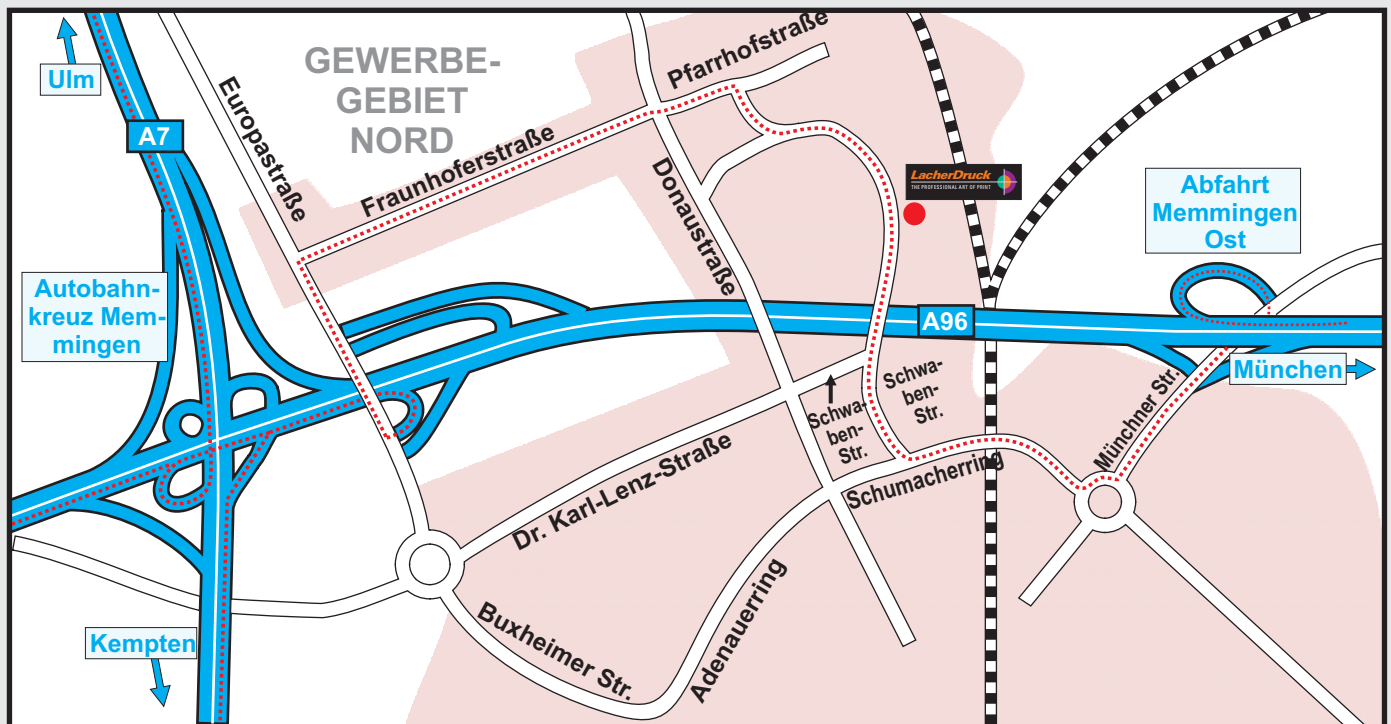 GEWERBE-
GEBIET
NORD
Ulm
A7
Europastraße
Fraunhoferstraße
Pfarrhofstraße
Donaustraße
LacherDruck
THE PROFESSIONAL ART OF PRINT
Abfahrt
Memmingen
Ost
Autobahn-
kreuz Mem-
mingen
A96
München
Schwa-
ben-
Str.
Schwa-
ben-
Str.
Münchner Str.
Schumacherring
Dr. Karl-Lenz-Straße
Adenauerring
Buxheimer Str.
Kempten